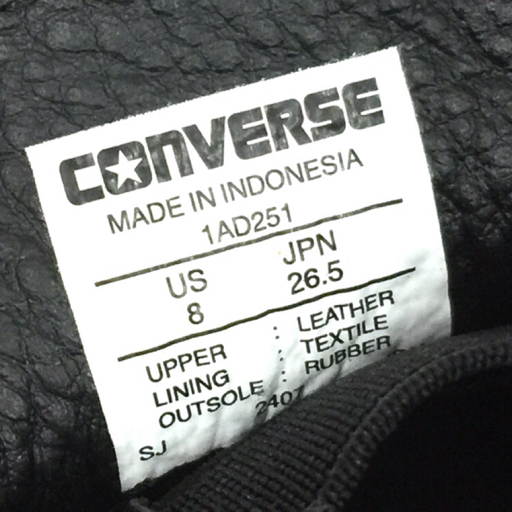 CONVERSE
MADE IN INDONESIA
1AD251
US JPN
8 26.5
UPPER : LEATHER
LINING : TEXTILE
OUTSOLE : RUBBER
2407
SJ